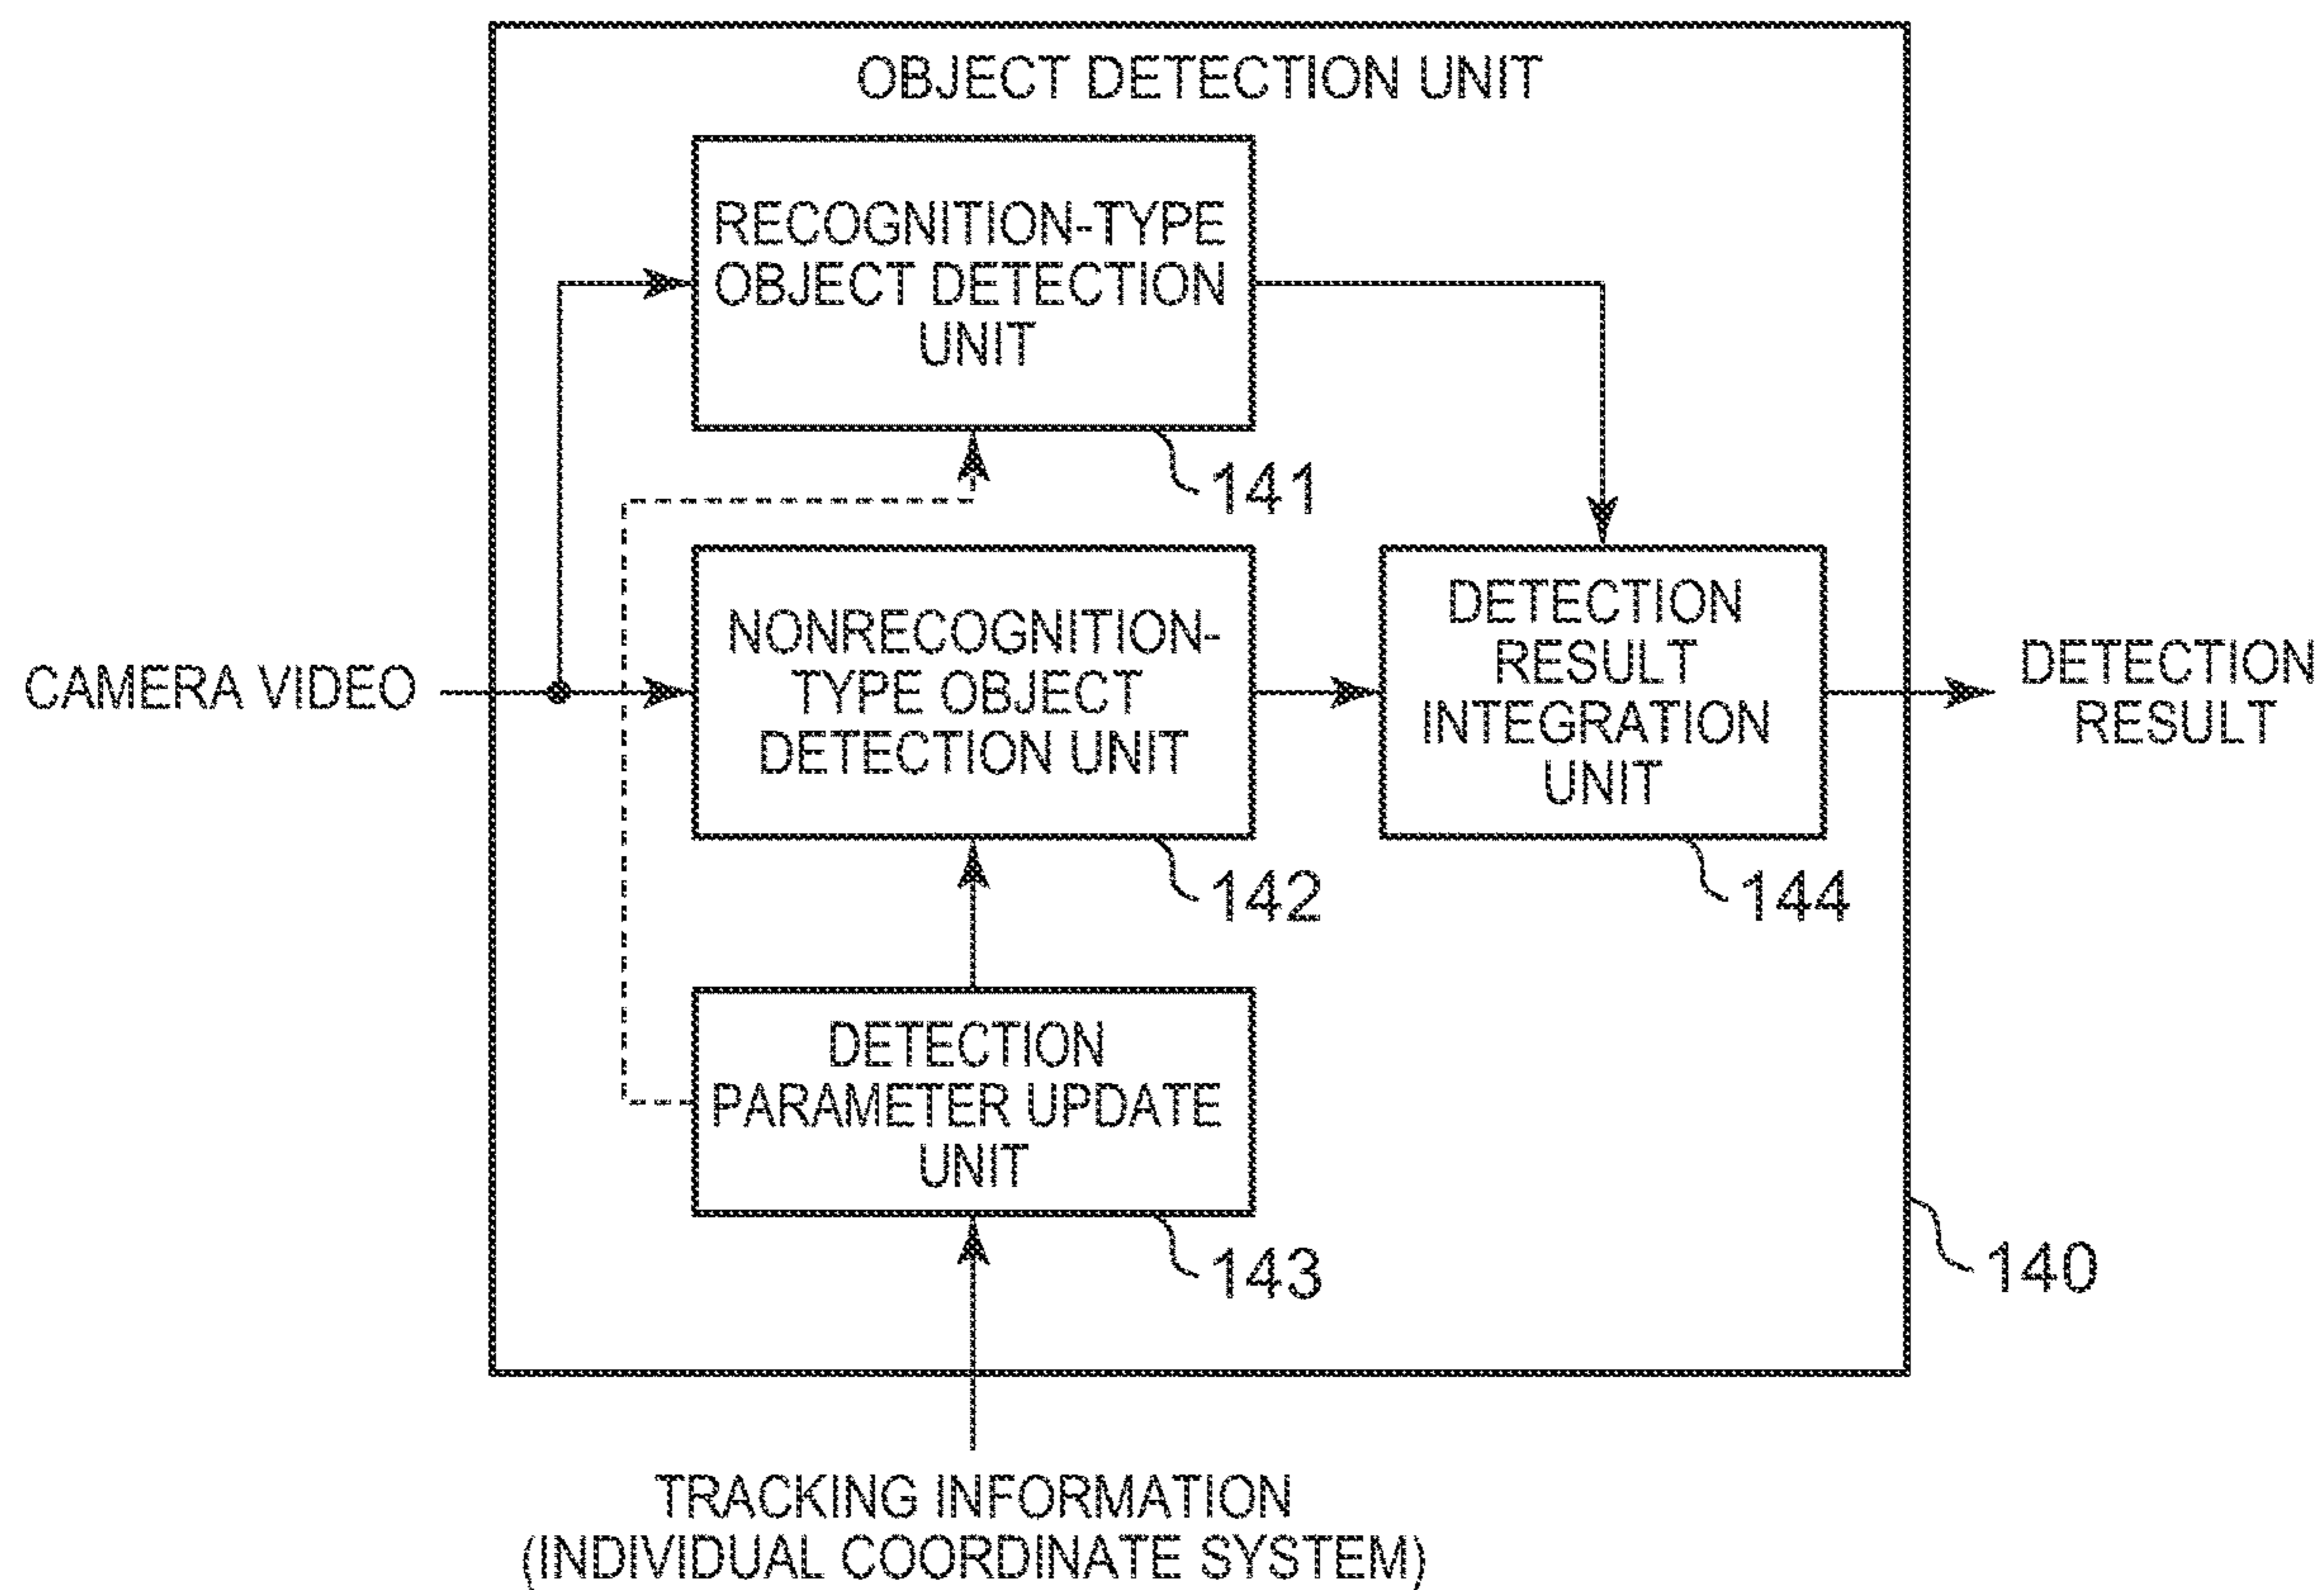 OBJECT DETECTION UNIT
RECOGNITION-TYPE
OBJECT DETECTION
UNIT
141
CAMERA VIDEO
NONRECOGNITION-
TYPE OBJECT
DETECTION UNIT
142
DETECTION
RESULT
INTEGRATION
UNIT
144
DETECTION
RESULT
DETECTION
PARAMETER UPDATE
UNIT
143
140
TRACKING INFORMATION
(INDIVIDUAL COORDINATE SYSTEM)